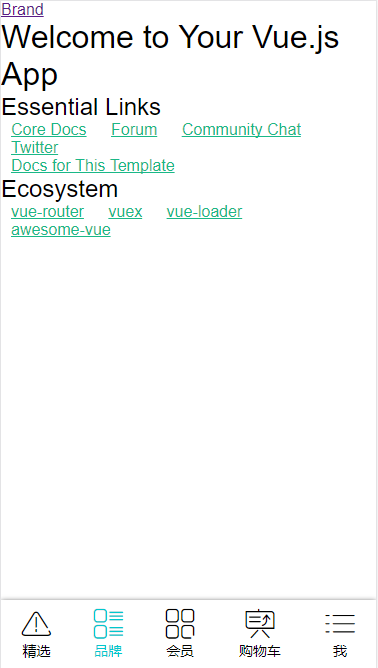 Brand
Welcome to Your Vue.js
App
Essential Links
Core Docs Forum Community Chat
Twitter
Docs for This Template
Ecosystem
vue-router vuex vue-loader
awesome-vue
精选 品牌 会员 购物车 我